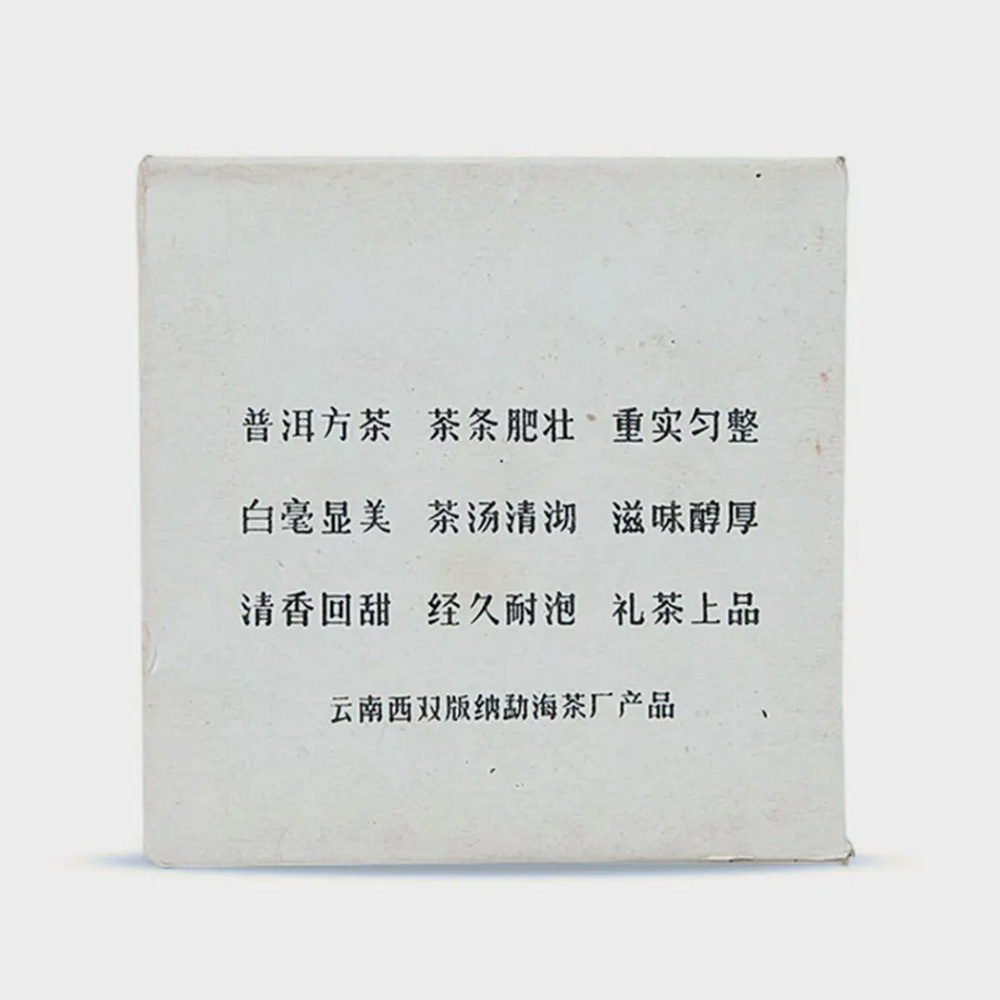 普洱方茶 茶条肥壮 重实匀整
白毫显美 茶汤清沏 滋味醇厚
清香回甜 经久耐泡 礼茶上品
云南西双版纳勐海茶厂产品